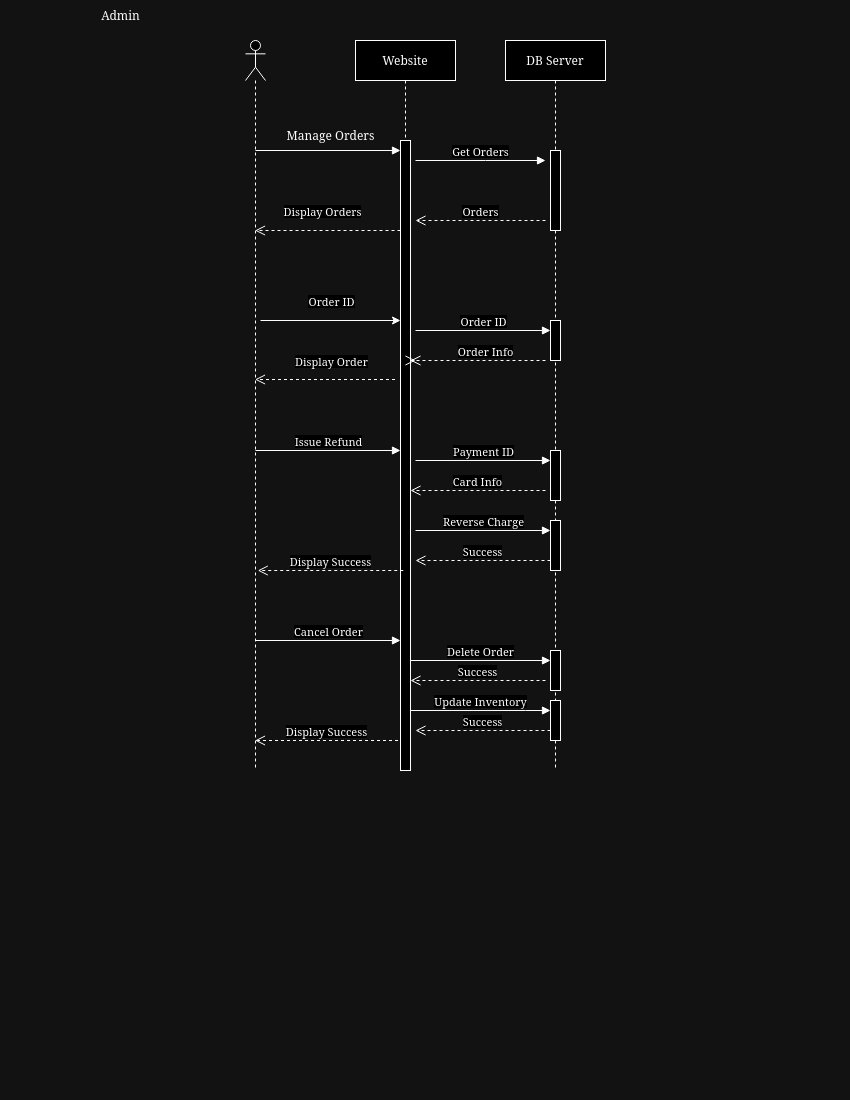 Admin
Website
DB Server
Manage Orders
Get Orders
Display Orders
Orders
Order ID
Order ID
Order Info
Display Order
Issue Refund
Payment ID
Card Info
Reverse Charge
Success
Display Success
Cancel Order
Delete Order
Success
Update Inventory
Success
Display Success